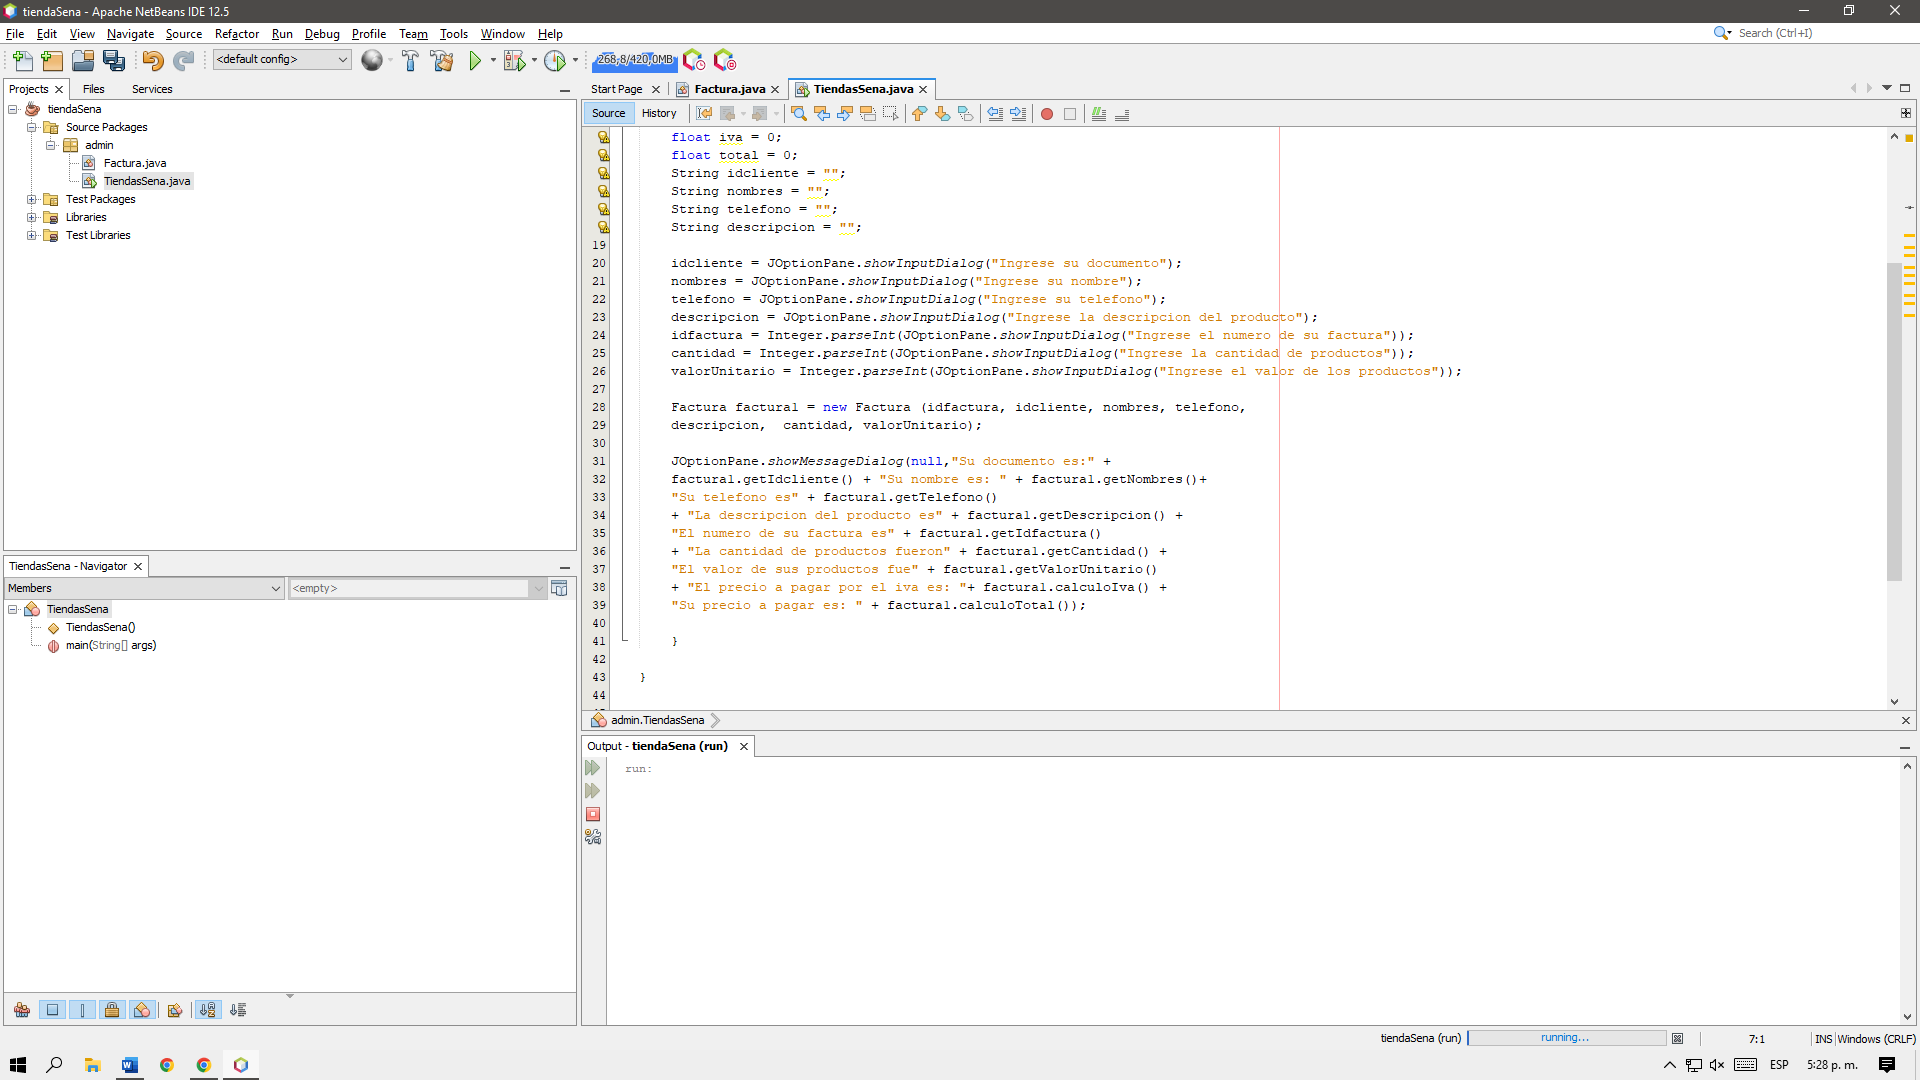 tiendaSena - Apache NetBeans IDE 12.5
File Edit View Navigate Source Refactor Run Debug Profile Team Tools Window Help
Search (Ctrl+I)
<default config>
268,8/420,0MB
Projects Files Services
tiendaSena
Source Packages
admin
Factura.java
TiendasSena.java
Test Packages
Libraries
Test Libraries
TiendasSena - Navigator
Members
<empty>
TiendasSena
TiendasSena()
main(String[] args)
Start Page Factura.java TiendasSena.java
Source History
float iva = 0;
float total = 0;
String idcliente = "";
String nombres = "";
String telefono = "";
String descripcion = "";
19
20 idcliente = JOptionPane.showInputDialog("Ingrese su documento");
21 nombres = JOptionPane.showInputDialog("Ingrese su nombre");
22 telefono = JOptionPane.showInputDialog("Ingrese su telefono");
23 descripcion = JOptionPane.showInputDialog("Ingrese la descripcion del producto");
24 idfactura = Integer.parseInt(JOptionPane.showInputDialog("Ingrese el numero de su factura"));
25 cantidad = Integer.parseInt(JOptionPane.showInputDialog("Ingrese la cantidad de productos"));
26 valorUnitario = Integer.parseInt(JOptionPane.showInputDialog("Ingrese el valor de los productos"));
27
28 Factura factura1 = new Factura (idfactura, idcliente, nombres, telefono,
29 descripcion, cantidad, valorUnitario);
30
31 JOptionPane.showMessageDialog(null,"Su documento es:" +
32 factura1.getIdcliente() + "Su nombre es: " + factura1.getNombres()+
33 "Su telefono es" + factura1.getTelefono()
34 + "La descripcion del producto es" + factura1.getDescripcion() +
35 "El numero de su factura es" + factura1.getIdfactura()
36 + "La cantidad de productos fueron" + factura1.getCantidad() +
37 "El valor de sus productos fue" + factura1.getValorUnitario()
38 + "El precio a pagar por el iva es: "+ factura1.calculoIva() +
39 "Su precio a pagar es: " + factura1.calculoTotal());
40
41 }
42
43 }
44
admin.TiendasSena
Output - tiendaSena (run)
run:
tiendaSena (run) running... 7:1 INS Windows (CRLF)
ESP 5:28 p. m.